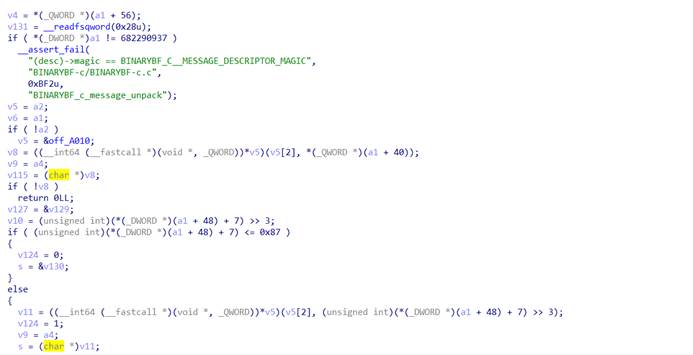 v4 = *(_QWORD *)(a1 + 56);
v131 = __readfsqword(0x28u);
if ( *(_DWORD *)a1 != 682290937 )
__assert_fail(
"(desc)->magic == BINARYBF_C__MESSAGE_DESCRIPTOR_MAGIC",
"BINARYBF-c/BINARYBF-c.c",
0xBF2u,
"BINARYBF_c_message_unpack");
v5 = a2;
v6 = a1;
if ( !a2 )
v5 = &off_A010;
v8 = ((__int64 (__fastcall *)(void *, _QWORD))*v5)(v5[2], *(_QWORD *)(a1 + 40));
v9 = a4;
v115 = (char *)v8;
if ( !v8 )
return 0LL;
v127 = &v129;
v10 = (unsigned int)(*(_DWORD *)(a1 + 48) + 7) >> 3;
if ( (unsigned int)(*(_DWORD *)(a1 + 48) + 7) <= 0x87 )
{
v124 = 0;
s = &v130;
}
else
{
v11 = ((__int64 (__fastcall *)(void *, _QWORD))*v5)(v5[2], (unsigned int)(*(_DWORD *)(a1 + 48) + 7) >> 3);
v124 = 1;
v9 = a4;
s = (char *)v11;